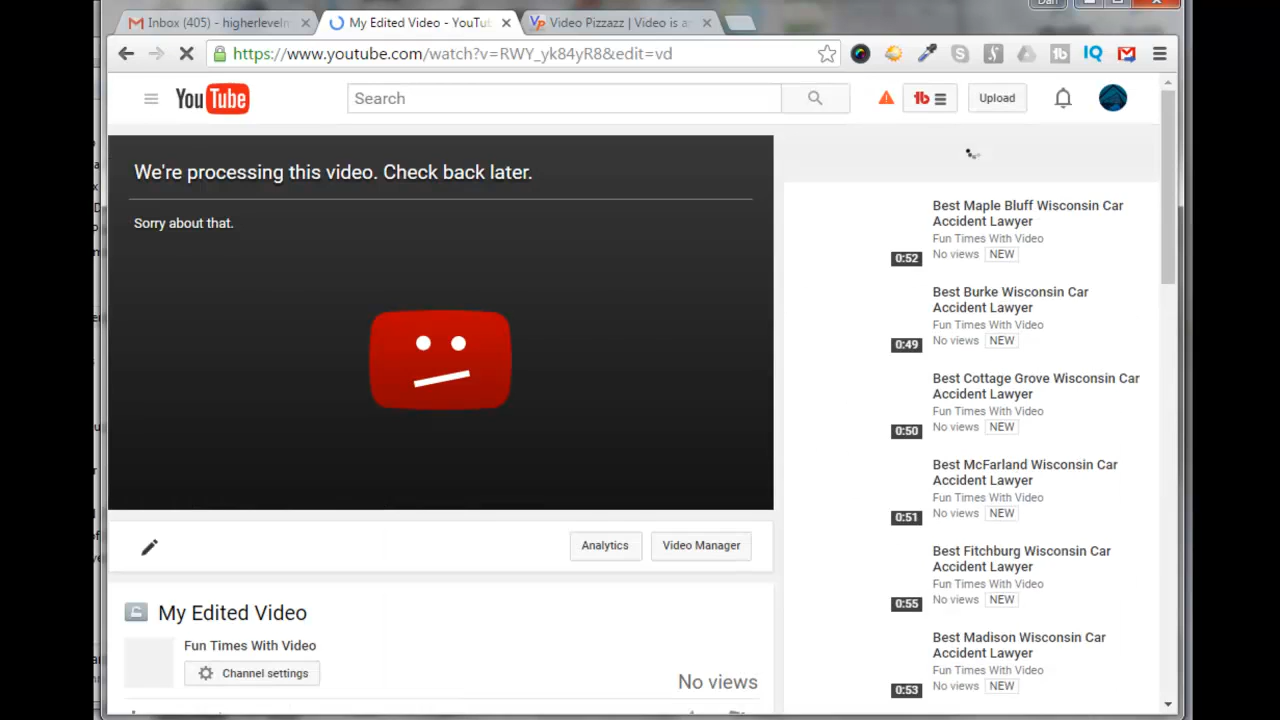 Dan
Inbox (405) - higherleveln
My Edited Video - YouTu
Video Pizzazz | Video is a
https://www.youtube.com/watch?v=RWY_yk84yR8&edit=vd
IQ
YouTube
Search
Upload
We're processing this video. Check back later.
Sorry about that.
Best Maple Bluff Wisconsin Car
Accident Lawyer
Fun Times With Video
0:52
No views NEW
Best Burke Wisconsin Car
Accident Lawyer
Fun Times With Video
0:49
No views NEW
Best Cottage Grove Wisconsin Car
Accident Lawyer
Fun Times With Video
0:50
No views NEW
Best McFarland Wisconsin Car
Accident Lawyer
Fun Times With Video
0:51
No views NEW
Best Fitchburg Wisconsin Car
Accident Lawyer
Fun Times With Video
0:55
No views NEW
Best Madison Wisconsin Car
Accident Lawyer
Fun Times With Video
0:53
No views NEW
Analytics
Video Manager
My Edited Video
Fun Times With Video
Channel settings
No views